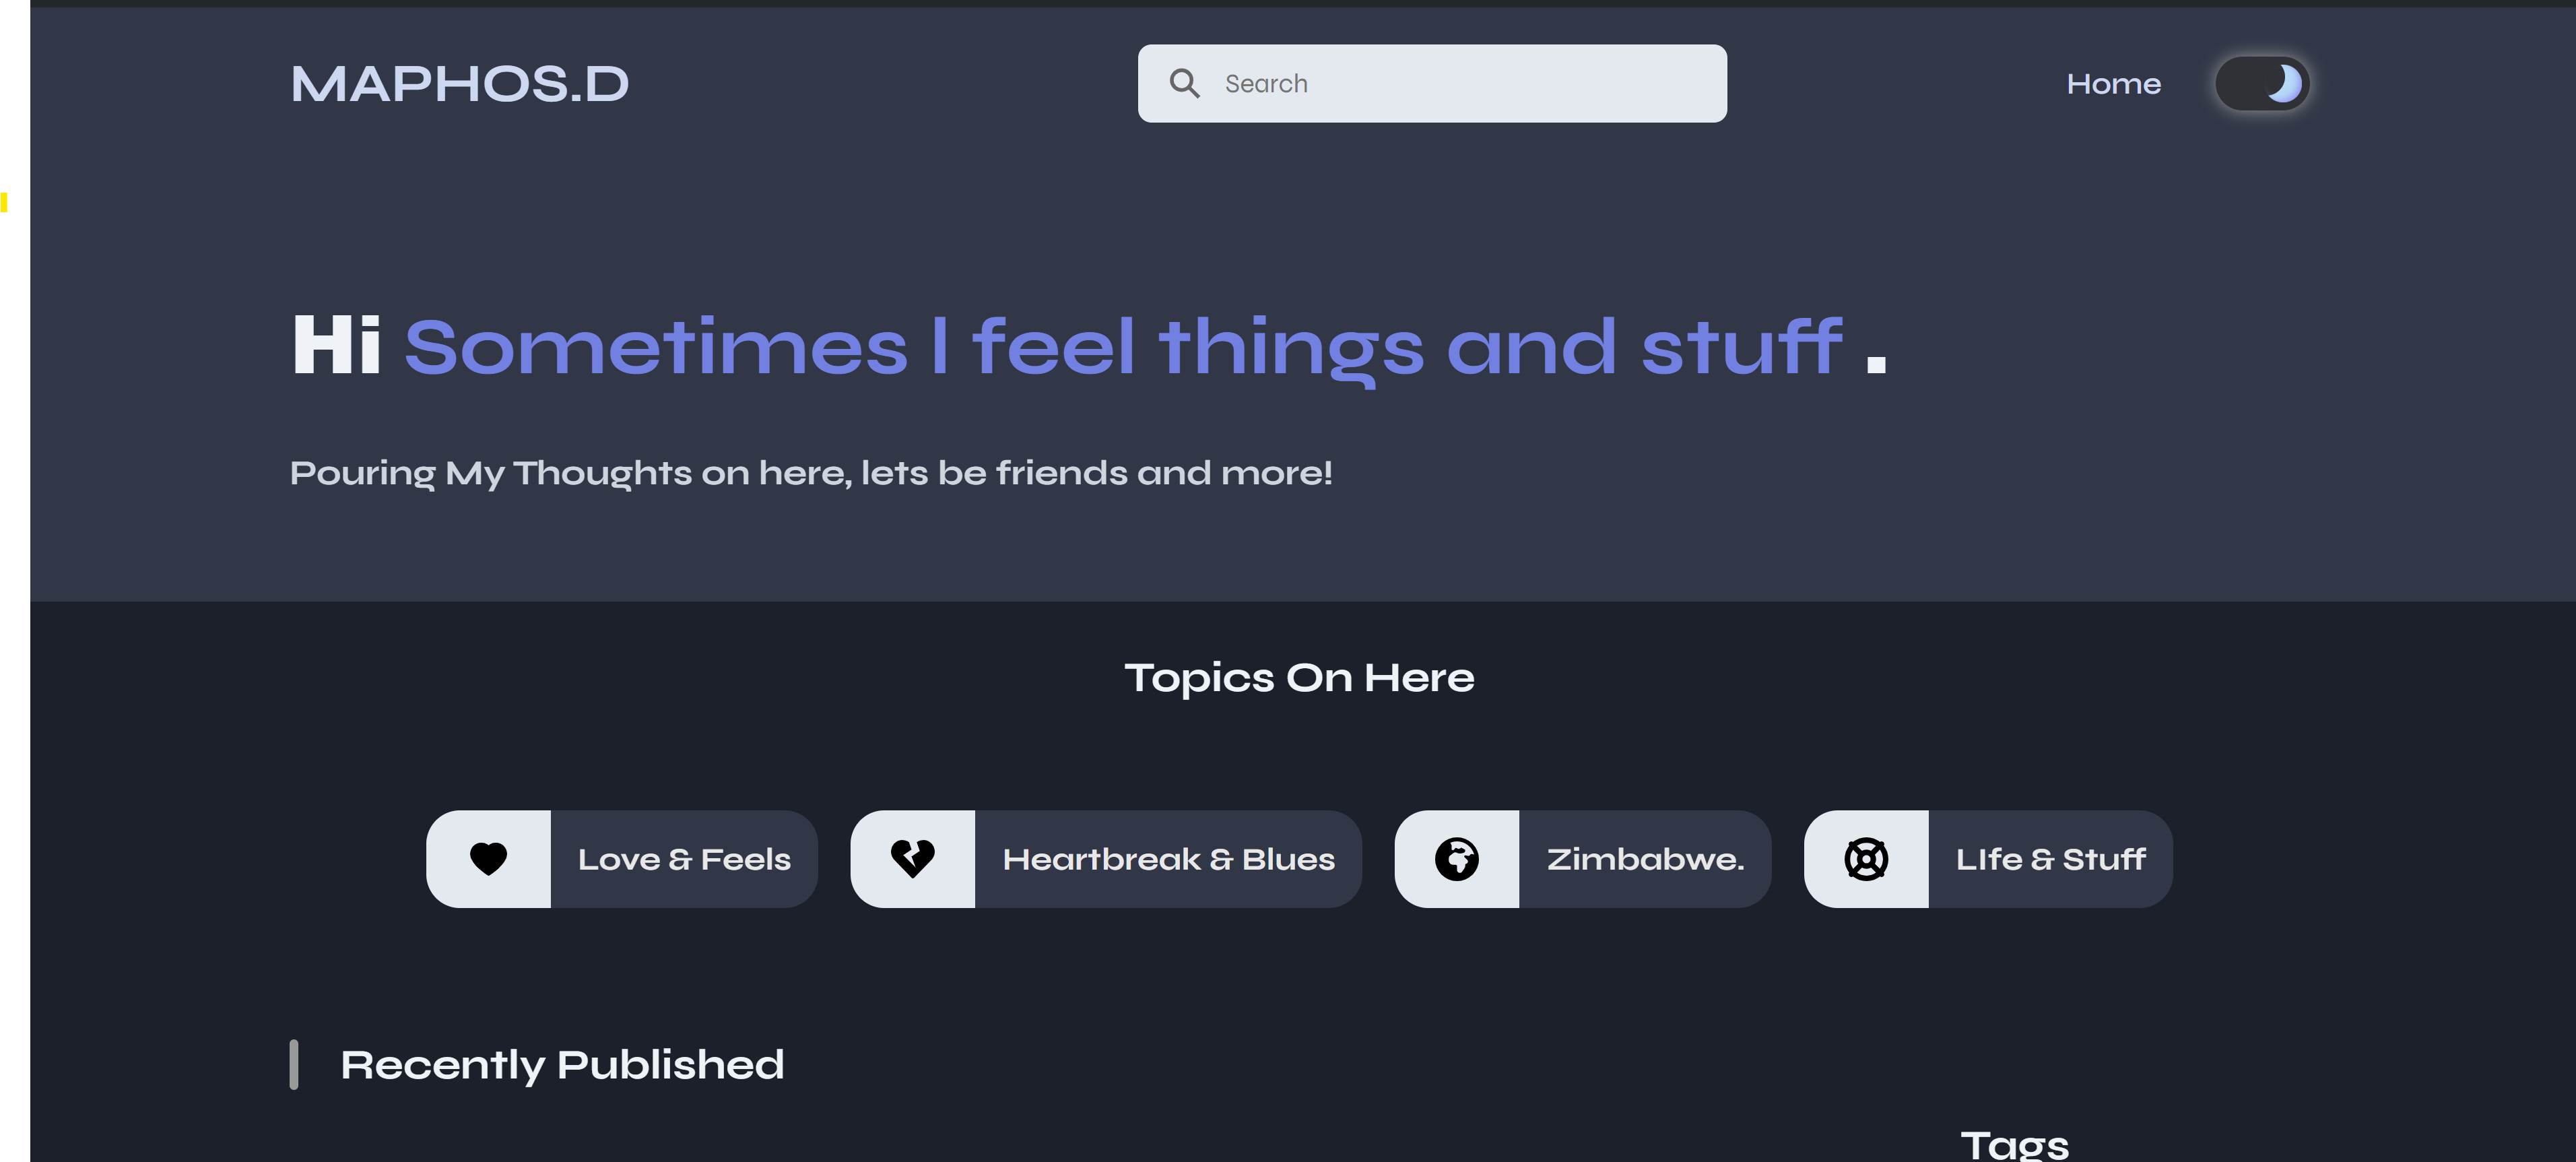 MAPHOS.D
Search
Home
Hi Sometimes I feel things and stuff .
Pouring My Thoughts on here, lets be friends and more!
Topics On Here
Love & Feels
Heartbreak & Blues
Zimbabwe.
LIfe & Stuff
Recently Published
Tags